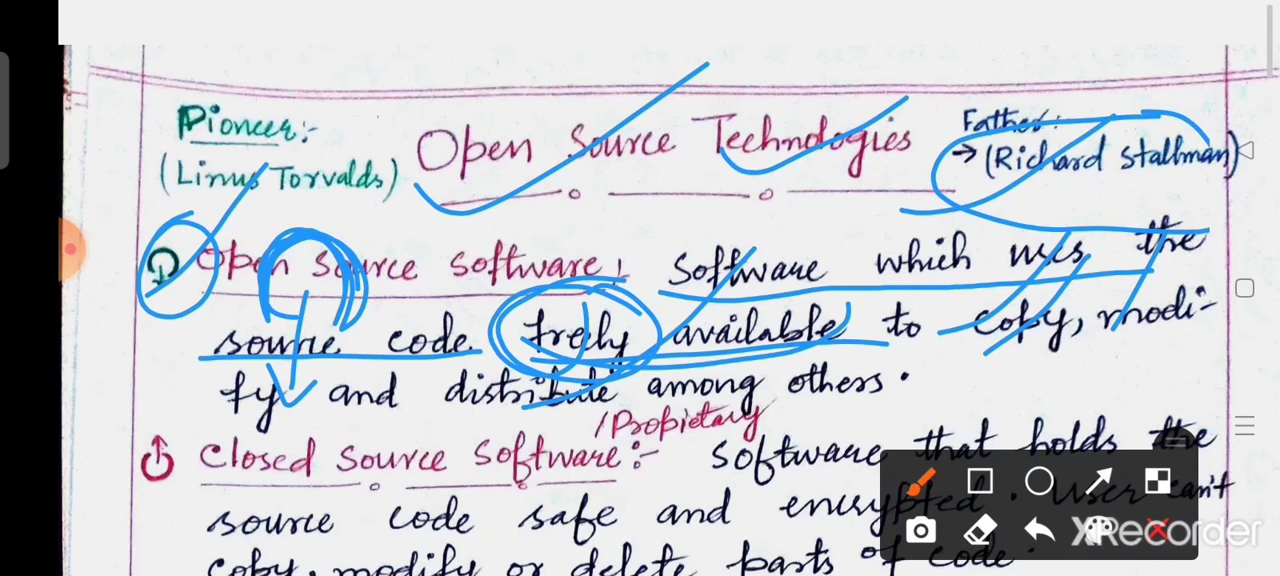 Pioneer:-
(Linus Torvalds)
Open Source Technologies
Father:-
→ (Richard Stallman)
Open Source Software:- Software which uses the
source code freely available to copy, modi-
fy and distribute among others.
/Propietary
Closed Source Software:- Software that holds the
source code safe and encrypted. User can't
copy, modify or delete parts of code.
XRecorder